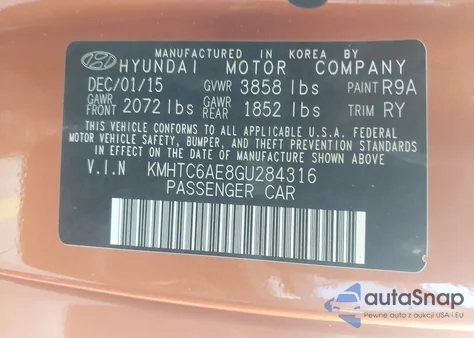 MANUFACTURED IN KOREA BY
HYUNDAI MOTOR COMPANY
DEC/01/15 GVWR 3858 lbs PAINT R9A
GAWR FRONT 2072 lbs GAWR REAR 1852 lbs TRIM RY
THIS VEHICLE CONFORMS TO ALL APPLICABLE U.S.A. FEDERAL
MOTOR VEHICLE SAFETY, BUMPER, AND THEFT PREVENTION
STANDARDS IN EFFECT ON THE DATE OF MANUFACTURE SHOWN ABOVE.
V.I.N KMHTC6AE8GU284316
PASSENGER CAR
autoSnap
Pewne auta z aukcji USA i EU